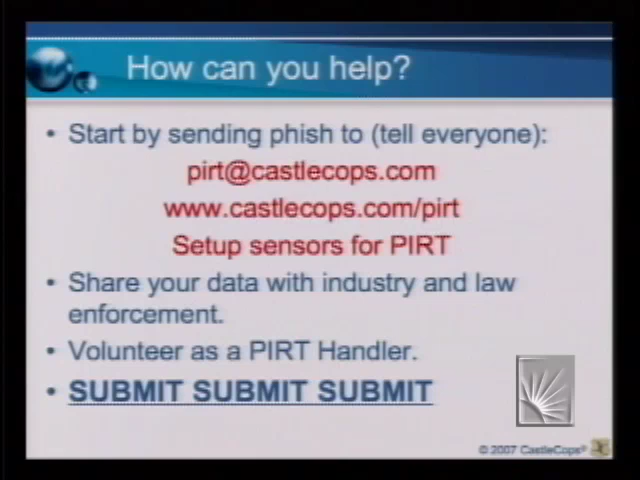 How can you help?
• Start by sending phish to (tell everyone):
pirt@castlecops.com
www.castlecops.com/pirt
Setup sensors for PIRT
• Share your data with industry and law
enforcement.
• Volunteer as a PIRT Handler.
• SUBMIT SUBMIT SUBMIT
© 2007 CastleCops®